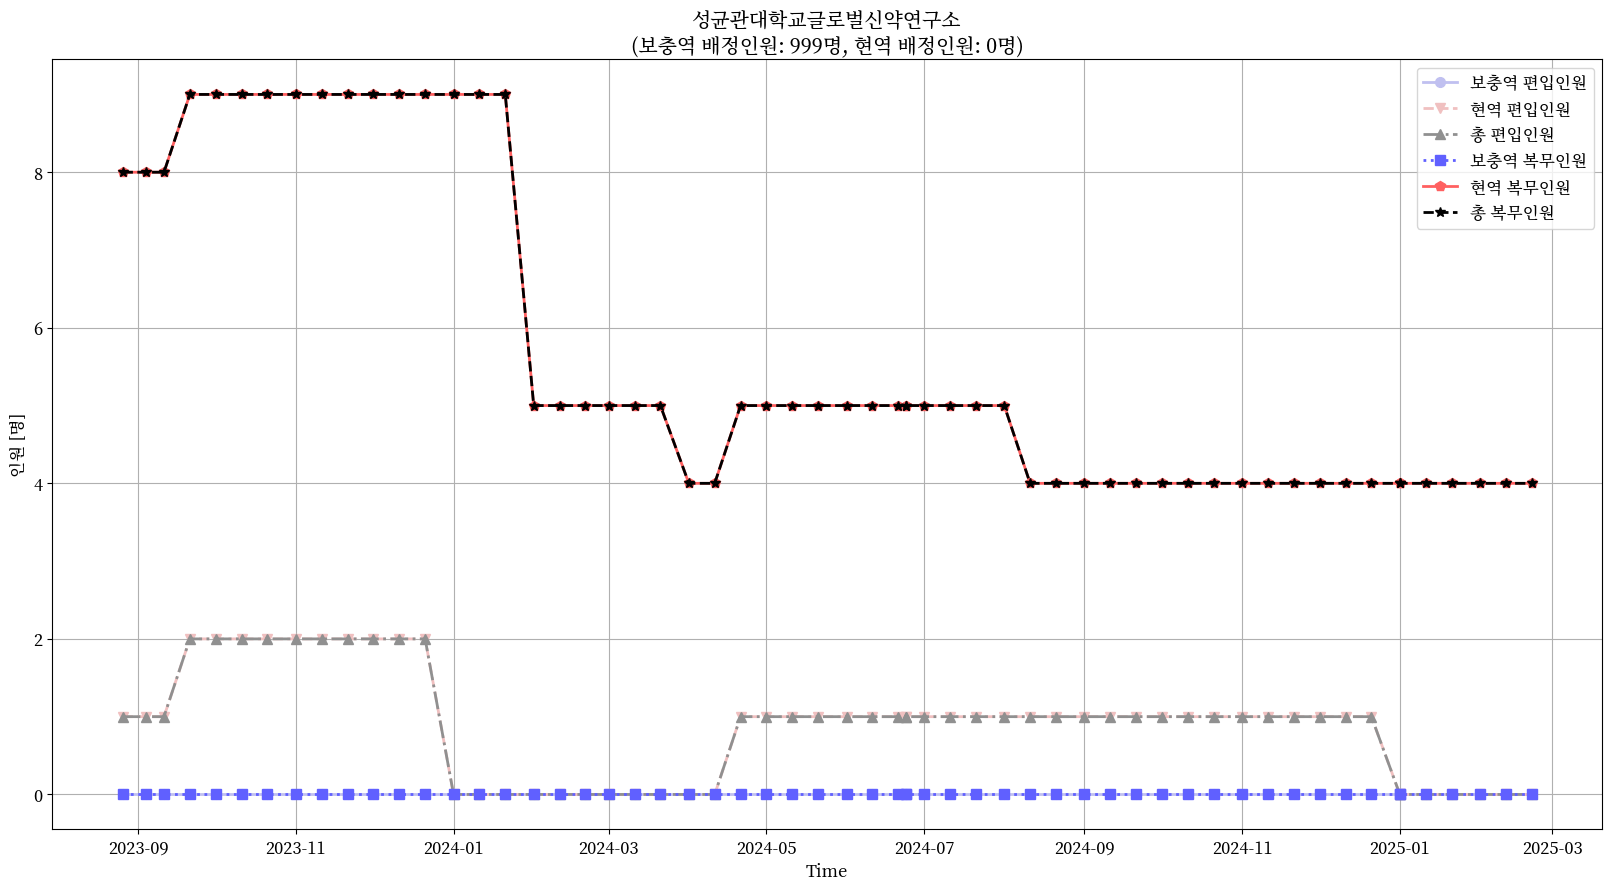 성균관대학교글로벌신약연구소
(보충역 배정인원: 999명, 현역 배정인원: 0명)
보충역 편입인원
현역 편입인원
총 편입인원
보충역 복무인원
현역 복무인원
총 복무인원
인원 [명]
8
6
4
2
0
2023-09 2023-11 2024-01 2024-03 2024-05 2024-07 2024-09 2024-11 2025-01 2025-03
Time